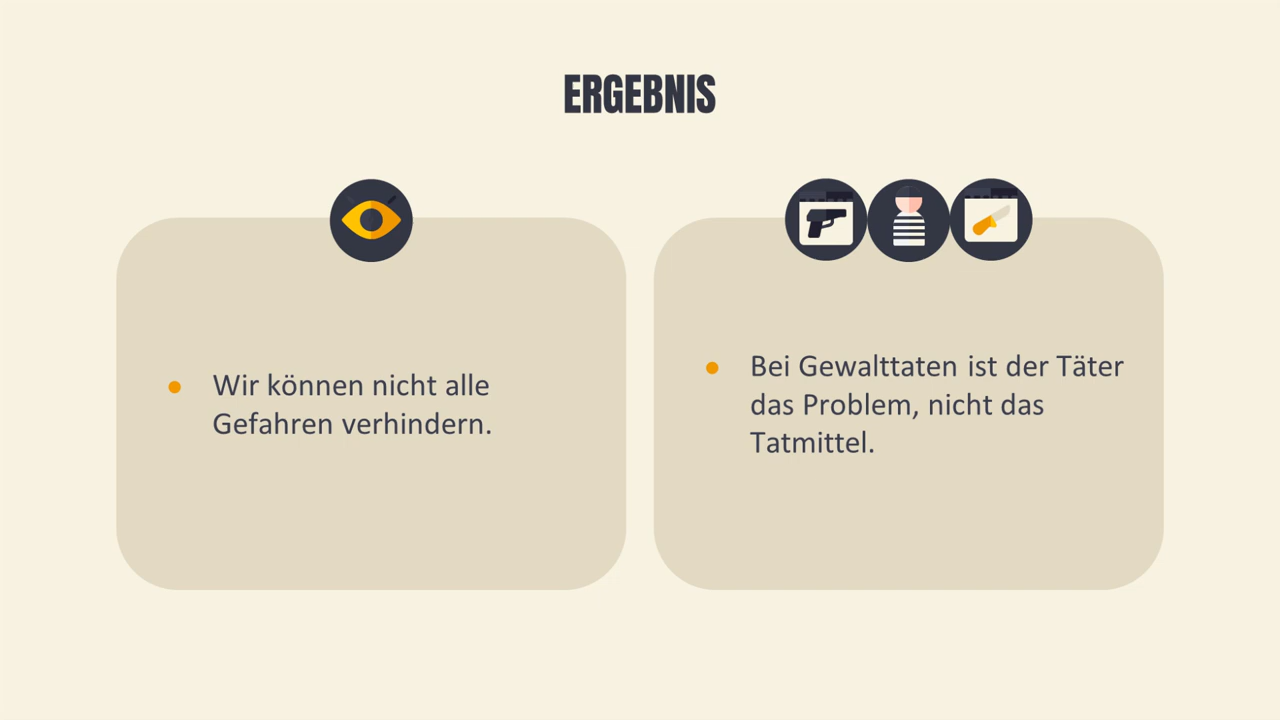 ERGEBNIS
Wir können nicht alle
Gefahren verhindern.
Bei Gewalttaten ist der Täter
das Problem, nicht das
Tatmittel.